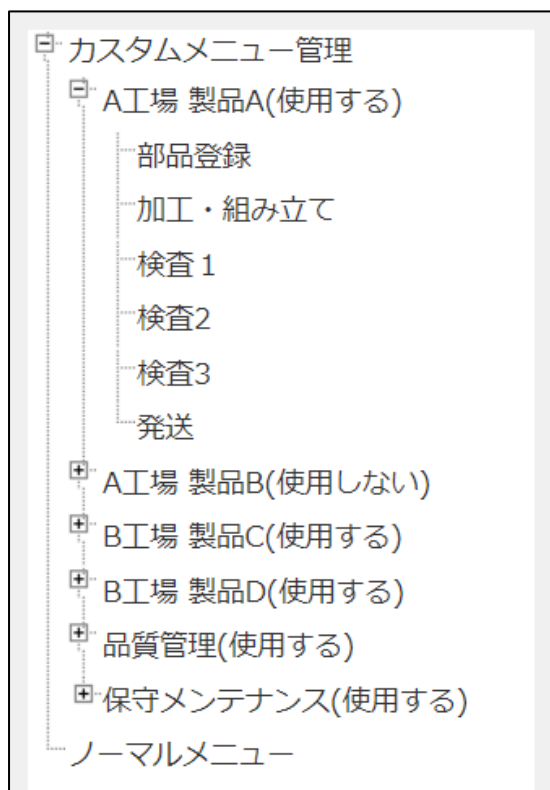 カスタムメニュー管理
A工場 製品A(使用する)
部品登録
加工・組み立て
検査１
検査2
検査3
発送
A工場 製品B(使用しない)
B工場 製品C(使用する)
B工場 製品D(使用する)
品質管理(使用する)
保守メンテナンス(使用する)
ノーマルメニュー